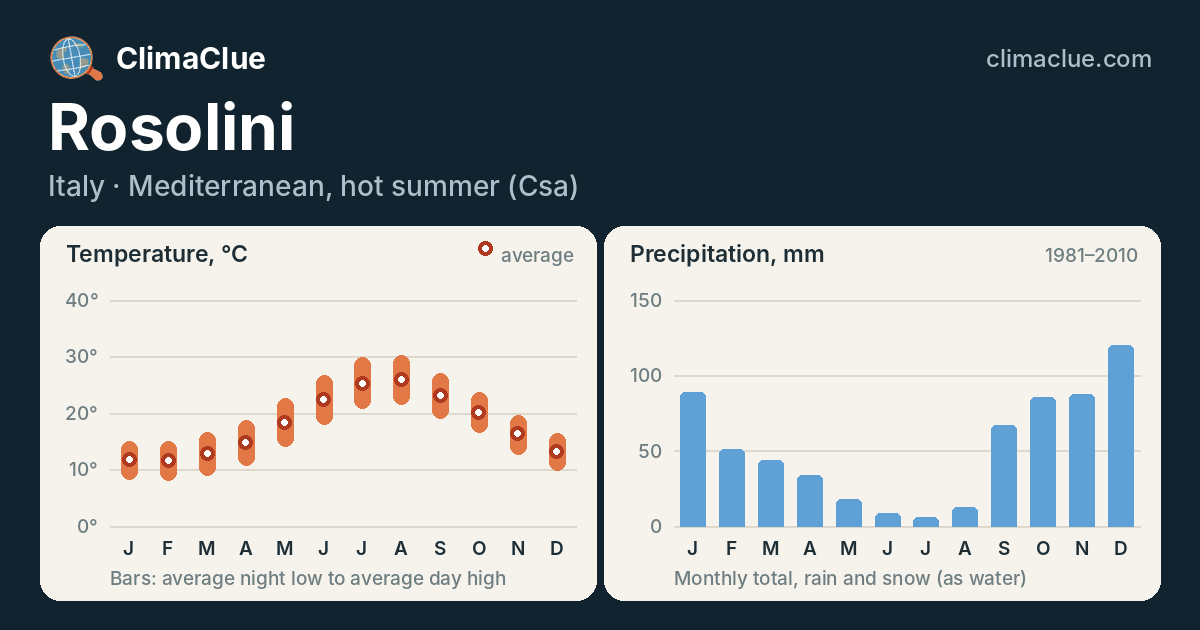 ClimaClue
climaclue.com
Rosolini
Italy · Mediterranean, hot summer (Csa)
Temperature, °C
average
40°
30°
20°
10°
0°
J F M A M J J A S O N D
Bars: average night low to average day high
Precipitation, mm
1981–2010
150
100
50
0
J F M A M J J A S O N D
Monthly total, rain and snow (as water)